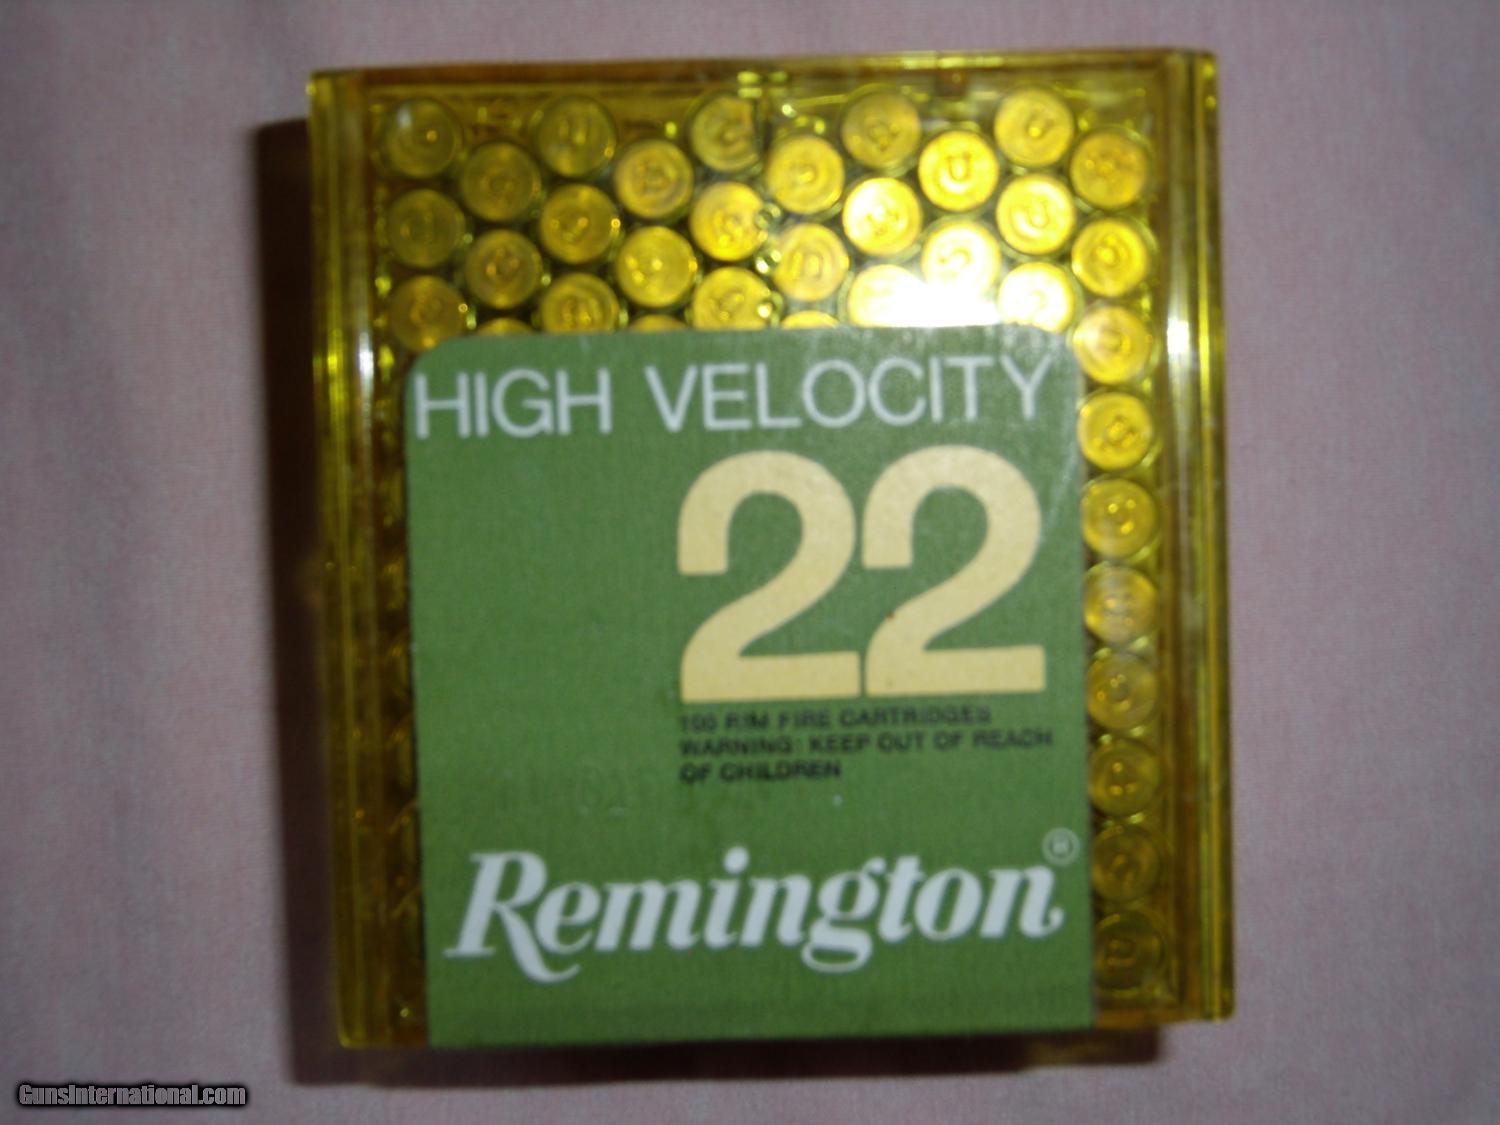 HIGH VELOCITY
22
100 RIM FIRE CARTRIDGES
WARNING: KEEP OUT OF REACH
OF CHILDREN
Remington®
GunsInternational.com